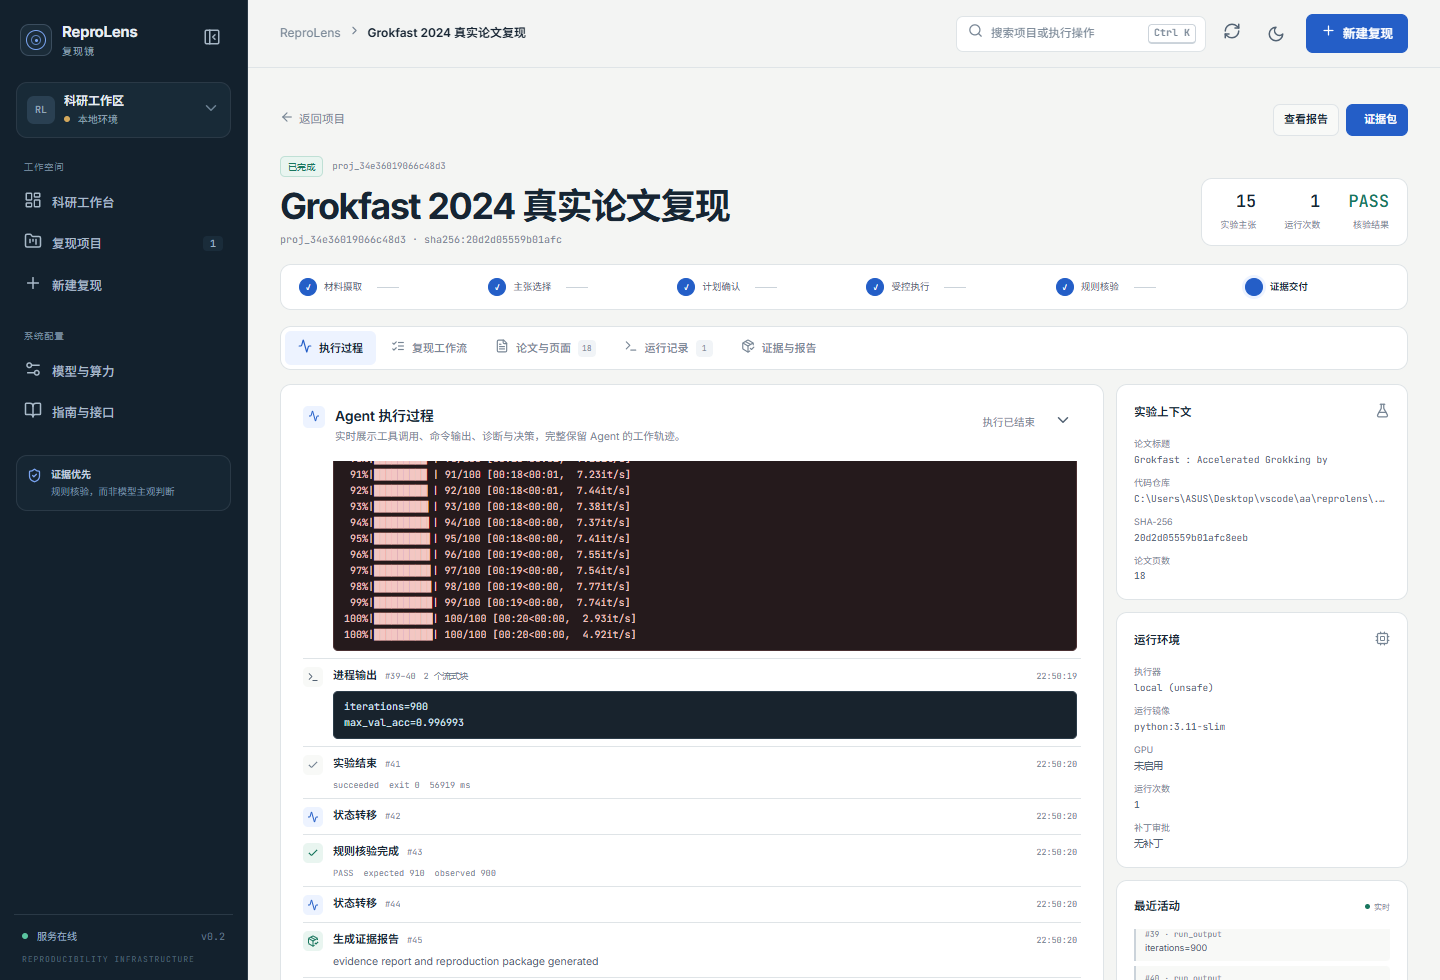 ReproLens
复现镜
RL
科研工作区
本地环境
工作空间
科研工作台
复现项目
1
新建复现
系统配置
模型与算力
指南与接口
证据优先
规则核验，而非模型主观判断
服务在线
v0.2
REPRODUCIBILITY INFRASTRUCTURE
ReproLens
Grokfast 2024 真实论文复现
搜索项目或执行操作
Ctrl K
新建复现
返回项目
查看报告
证据包
已完成
proj_34e36019066c48d3
Grokfast 2024 真实论文复现
proj_34e36019066c48d3 · sha256:20d2d05559b01afc
15
实验主张
1
运行次数
PASS
核验结果
材料摄取
主张选择
计划确认
受控执行
规则核验
证据交付
执行过程
复现工作流
论文与页面
18
运行记录
1
证据与报告
Agent 执行过程
实时展示工具调用、命令输出、诊断与决策，完整保留 Agent 的工作轨迹。
执行已结束
91%| | 91/100 [00:18<00:01, 7.23it/s]
92%| | 92/100 [00:18<00:01, 7.44it/s]
93%| | 93/100 [00:18<00:00, 7.38it/s]
94%| | 94/100 [00:18<00:00, 7.37it/s]
95%| | 95/100 [00:18<00:00, 7.41it/s]
96%| | 96/100 [00:19<00:00, 7.55it/s]
97%| | 97/100 [00:19<00:00, 7.54it/s]
98%| | 98/100 [00:19<00:00, 7.77it/s]
99%| | 99/100 [00:19<00:00, 7.74it/s]
100%| | 100/100 [00:20<00:00, 2.93it/s]
100%| | 100/100 [00:20<00:00, 4.92it/s]
进程输出 #39-40 2 个流式块
22:50:19
iterations=900
max_val_acc=0.996993
实验结束 #41
22:50:20
succeeded exit 0 56919 ms
状态转移 #42
22:50:20
规则核验完成 #43
22:50:20
PASS expected 910 observed 900
状态转移 #44
22:50:20
生成证据报告 #45
22:50:20
evidence report and reproduction package generated
实验上下文
论文标题
Grokfast : Accelerated Grokking by
代码仓库
C:\Users\ASUS\Desktop\vscode\aa\reprolens\...
SHA-256
20d2d05559b01afc8eeb
论文页数
18
运行环境
执行器
local (unsafe)
运行镜像
python:3.11-slim
GPU
未启用
运行次数
1
补丁审批
无补丁
最近活动
实时
#39 · run_output
iterations=900
#40 · run_output